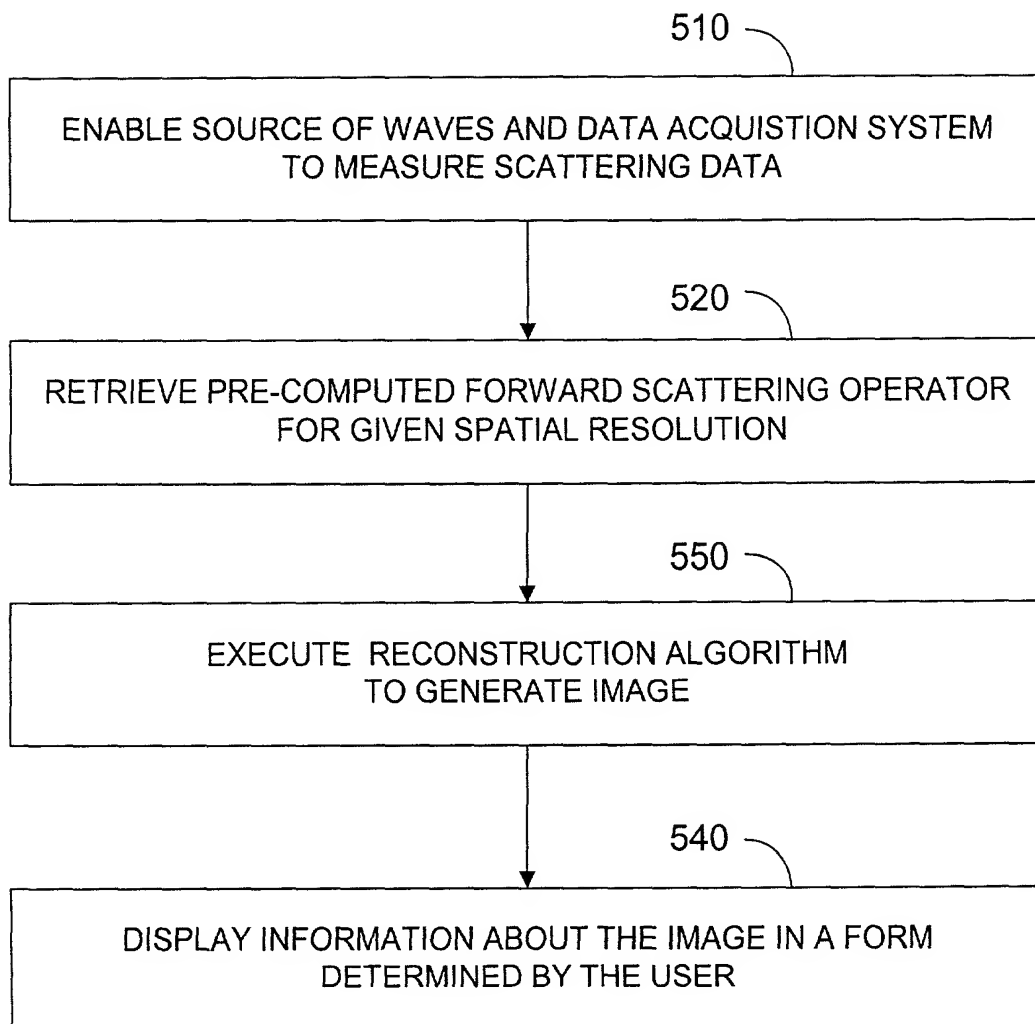 510
ENABLE SOURCE OF WAVES AND DATA ACQUISTION SYSTEM
TO MEASURE SCATTERING DATA
520
RETRIEVE PRE-COMPUTED FORWARD SCATTERING OPERATOR
FOR GIVEN SPATIAL RESOLUTION
550
EXECUTE RECONSTRUCTION ALGORITHM
TO GENERATE IMAGE
540
DISPLAY INFORMATION ABOUT THE IMAGE IN A FORM
DETERMINED BY THE USER